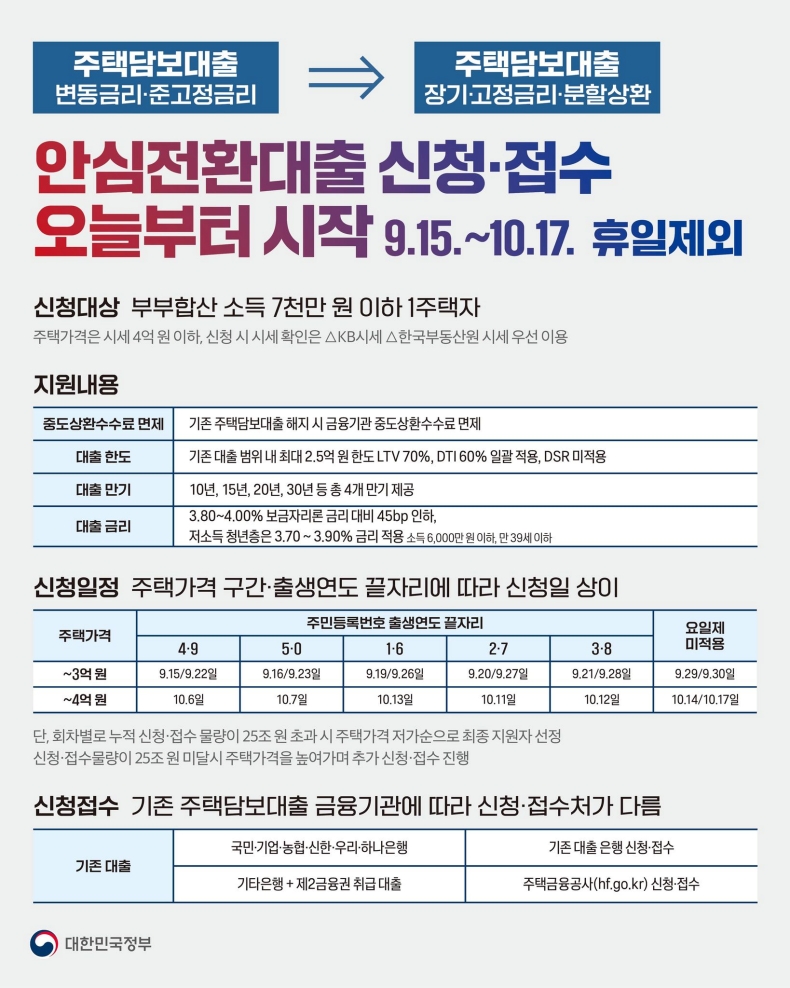 주택담보대출
변동금리·준고정금리
주택담보대출
장기·고정금리·분할상환
안심전환대출 신청·접수
오늘부터 시작 9.15.~10.17. 휴일제외
신청대상 부부합산 소득 7천만 원 이하 1주택자
주택가격은 시세 4억 원 이하, 신청 시 시세 확인은 △KB시세 △한국부동산원 시세 우선 이용
지원내용
중도상환수수료 면제 기존 주택담보대출 해지 시 금융기관 중도상환수수료 면제
대출 한도 기존 대출 범위 내 최대 2.5억 원 한도 LTV 70%, DTI 60% 일괄 적용, DSR 미적용
대출 만기 10년, 15년, 20년, 30년 등 총 4개 만기 제공
대출 금리 3.80~4.00% 보금자리론 금리 대비 45bp 인하,
저소득 청년층은 3.70 ~ 3.90% 금리 적용 소득 6,000만 원 이하, 만 39세 이하
신청일정 주택가격 구간·출생연도 끝자리에 따라 신청일 상이
주택가격 주민등록번호 출생연도 끝자리 요일제 미적용
4·9 5·0 1·6 2·7 3·8
~3억 원 9.15/9.22일 9.16/9.23일 9.19/9.26일 9.20/9.27일 9.21/9.28일 9.29/9.30일
~4억 원 10.6일 10.7일 10.13일 10.11일 10.12일 10.14/10.17일
단, 회차별로 누적 신청·접수 물량이 25조 원 초과 시 주택가격 저가순으로 최종 지원자 선정
신청·접수물량이 25조 원 미달시 주택가격을 높여가며 추가 신청·접수 진행
신청접수 기존 주택담보대출 금융기관에 따라 신청·접수처가 다름
기존 대출
국민·기업·농협·신한·우리·하나은행 기존 대출 은행 신청·접수
기타은행 + 제2금융권 취급 대출 주택금융공사(hf.go.kr) 신청·접수
대한민국정부